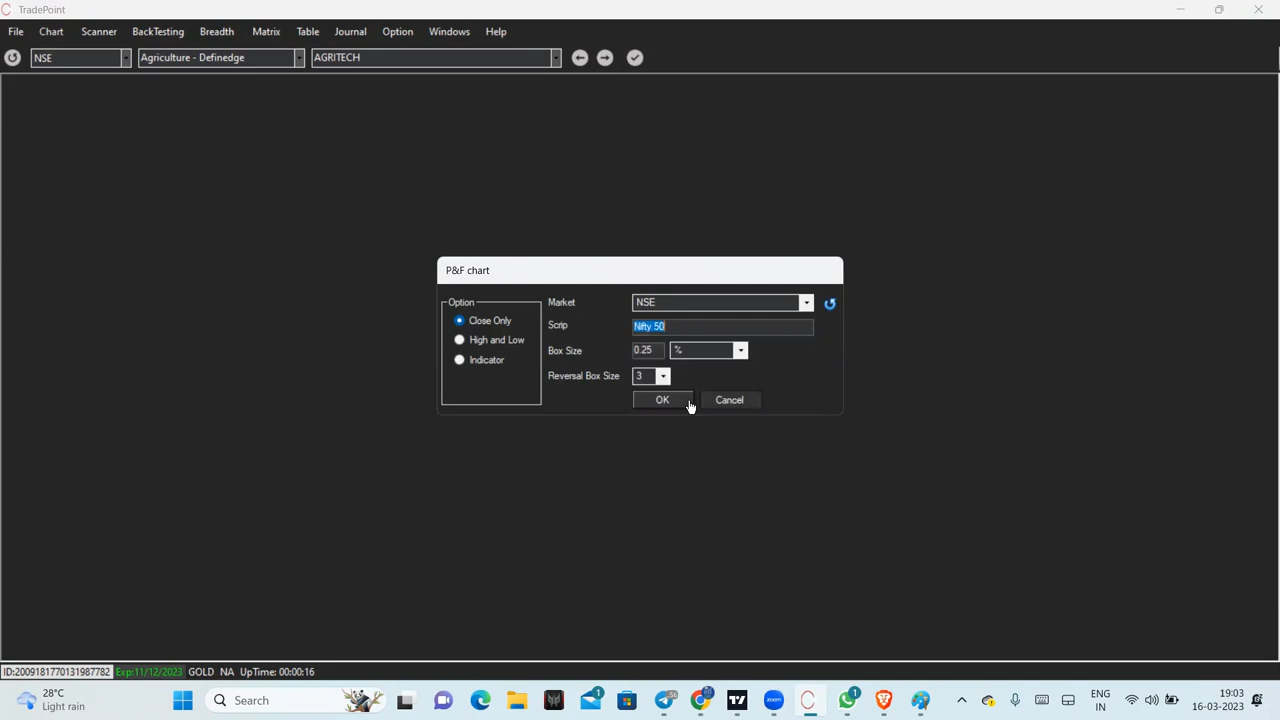 TradePoint
File Chart Scanner BackTesting Breadth Matrix Table Journal Option Windows Help
NSE Agriculture - Definedge AGRITECH
P&F chart
Option
Close Only
High and Low
Indicator
Market NSE
Scrip Nifty 50
Box Size 0.25 %
Reversal Box Size 3
OK Cancel
ID:2009181770131987782 Exp:11/12/2023 GOLD NA UpTime: 00:00:16
28°C
Light rain
Search
ENG
IN
19:03
16-03-2023